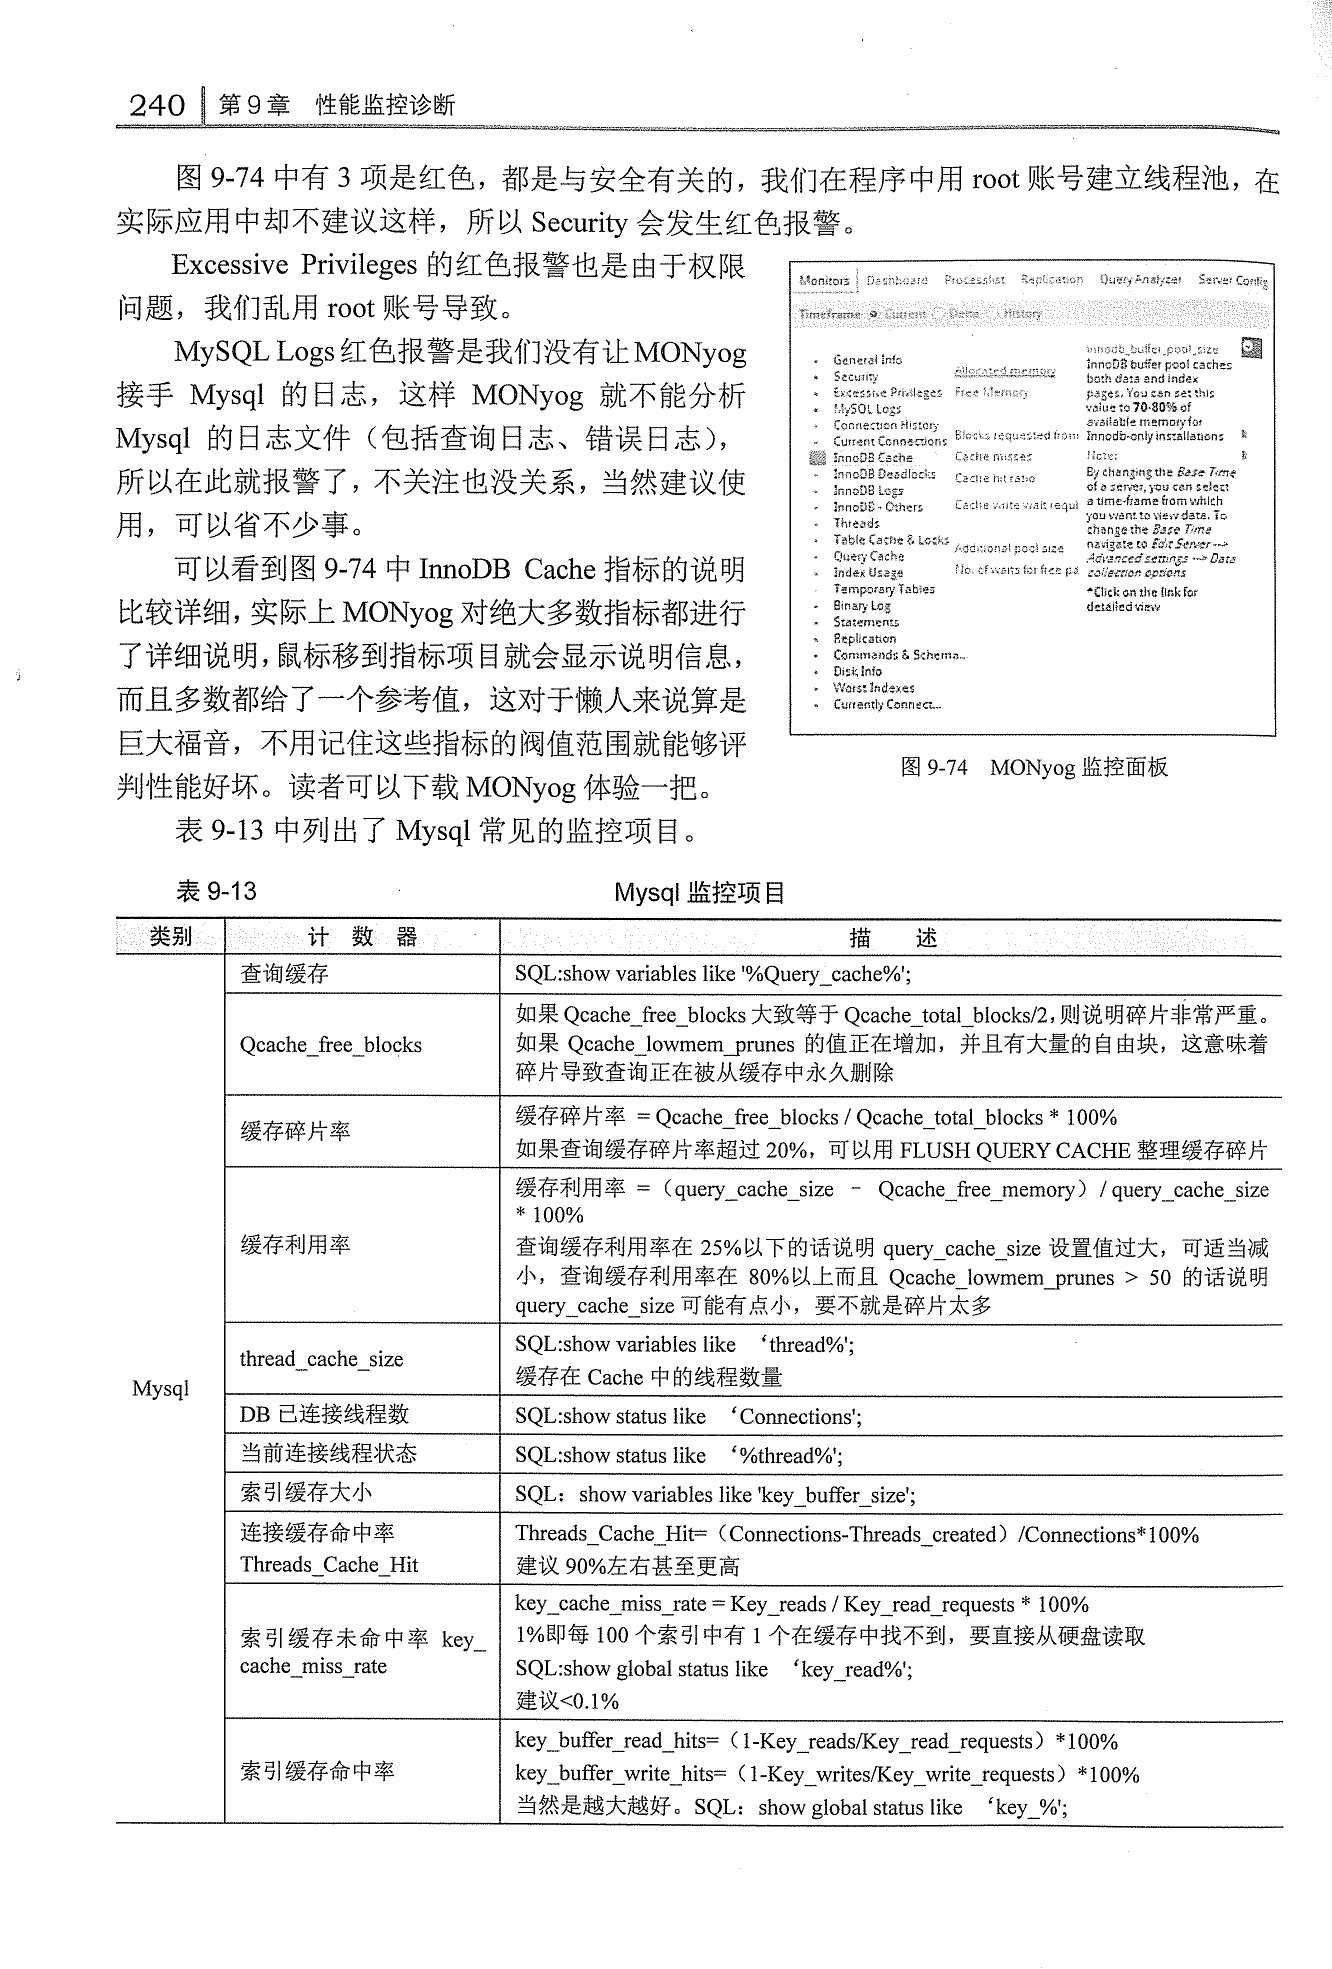 240 第9章 性能监控诊断
图 9-74 中有 3 项是红色，都是与安全有关的，我们在程序中用 root 账号建立线程池，在
实际应用中却不建议这样，所以 Security 会发生红色报警。
Excessive Privileges 的红色报警也是由于权限
问题，我们乱用 root 账号导致。
MySQL Logs 红色报警是我们没有让 MONyog
接手 Mysql 的日志，这样 MONyog 就不能分析
Mysql 的日志文件（包括查询日志、错误日志），
所以在此就报警了，不关注也没关系，当然建议使
用，可以省不少事。
可以看到图 9-74 中 InnoDB Cache 指标的说明
比较详细，实际上 MONyog 对绝大多数指标都进行
了详细说明，鼠标移到指标项目就会显示说明信息，
而且多数都给了一个参考值，这对于懒人来说算是
巨大福音，不用记住这些指标的阀值范围就能够评
判性能好坏。读者可以下载 MONyog 体验一把。
表 9-13 中列出了 Mysql 常见的监控项目。
Monitors Dashboard Processlist Replication Query Analyzer Server Config
Timeframe Current Delta History
General Info
Security
Excessive Privileges
MySQL Logs
Connection History
Current Connections
InnoDB Cache
InnoDB Deadlocks
InnoDB Logs
InnoDB - Others
Threads
Table Cache & Locks
Query Cache
Index Usage
Temporary Tables
Binary Log
Statements
Replication
Commands & Schema...
Disk Info
Worst Indexes
Currently Connect...
Allocated memory
Free Memory
Blocks requested from
Cache misses
Cache hit ratio
Cache write wait requi
Additional pool size
No. of waits for free pa
innodb_buffer_pool_size
InnoDB buffer pool caches
both data and index
pages. You can set this
value to 70-80% of
available memory for
Innodb-only installations
Note:
By changing the Base Time
of a server, you can select
a time-frame from which
you want to view data. To
change the Base Time
navigate to Edit Server -->
Advanced settings --> Data
collection options
*Click on the link for
detailed view
图 9-74 MONyog 监控面板
表 9-13 Mysql 监控项目
类别 计 数 器 描 述
Mysql
查询缓存 SQL:show variables like '%Query_cache%';
Qcache_free_blocks
如果 Qcache_free_blocks 大致等于 Qcache_total_blocks/2，则说明碎片非常严重。
如果 Qcache_lowmem_prunes 的值正在增加，并且有大量的自由块，这意味着
碎片导致查询正在被从缓存中永久删除
缓存碎片率
缓存碎片率 = Qcache_free_blocks / Qcache_total_blocks * 100%
如果查询缓存碎片率超过 20%，可以用 FLUSH QUERY CACHE 整理缓存碎片
缓存利用率
缓存利用率 =（query_cache_size － Qcache_free_memory）/ query_cache_size
* 100%
查询缓存利用率在 25%以下的话说明 query_cache_size 设置值过大，可适当减
小，查询缓存利用率在 80%以上而且 Qcache_lowmem_prunes > 50 的话说明
query_cache_size 可能有点小，要不就是碎片太多
thread_cache_size
SQL:show variables like ‘thread%';
缓存在 Cache 中的线程数量
DB 已连接线程数 SQL:show status like ‘Connections';
当前连接线程状态 SQL:show status like ‘%thread%';
索引缓存大小 SQL：show variables like 'key_buffer_size';
连接缓存命中率
Threads_Cache_Hit
Threads_Cache_Hit=（Connections-Threads_created）/Connections*100%
建议 90%左右甚至更高
索引缓存未命中率 key_
cache_miss_rate
key_cache_miss_rate = Key_reads / Key_read_requests * 100%
1%即每 100 个索引中有 1 个在缓存中找不到，要直接从硬盘读取
SQL:show global status like ‘key_read%';
建议<0.1%
索引缓存命中率
key_buffer_read_hits=（1-Key_reads/Key_read_requests）*100%
key_buffer_write_hits=（1-Key_writes/Key_write_requests）*100%
当然是越大越好。SQL：show global status like ‘key_%';